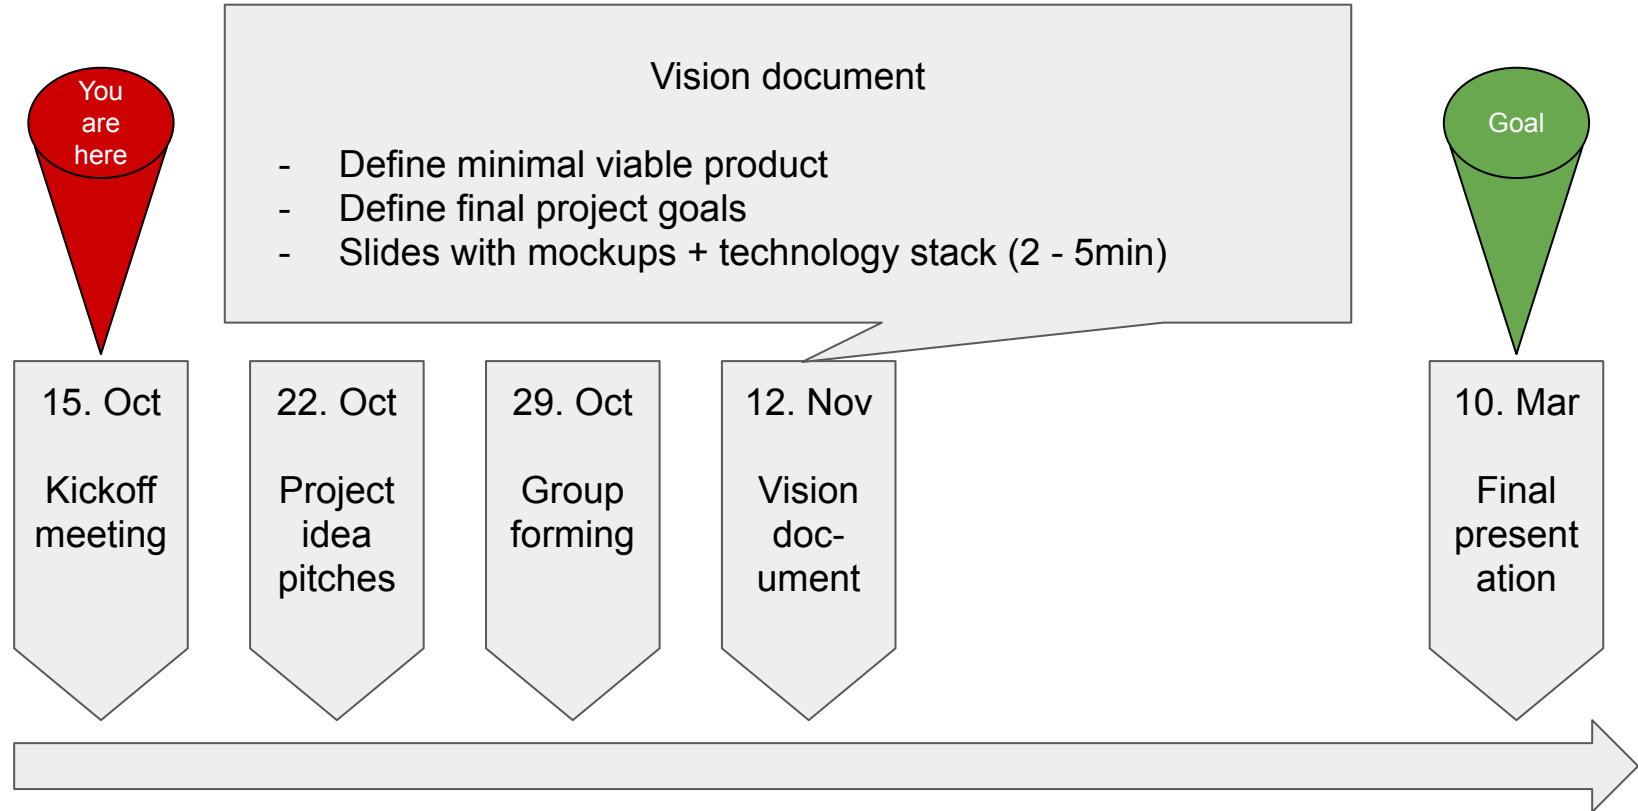 You
are
here
Vision document
- Define minimal viable product
- Define final project goals
- Slides with mockups + technology stack (2 - 5min)
Goal
15. Oct
Kickoff
meeting
22. Oct
Project
idea
pitches
29. Oct
Group
forming
12. Nov
Vision
doc-
ument
10. Mar
Final
present
ation